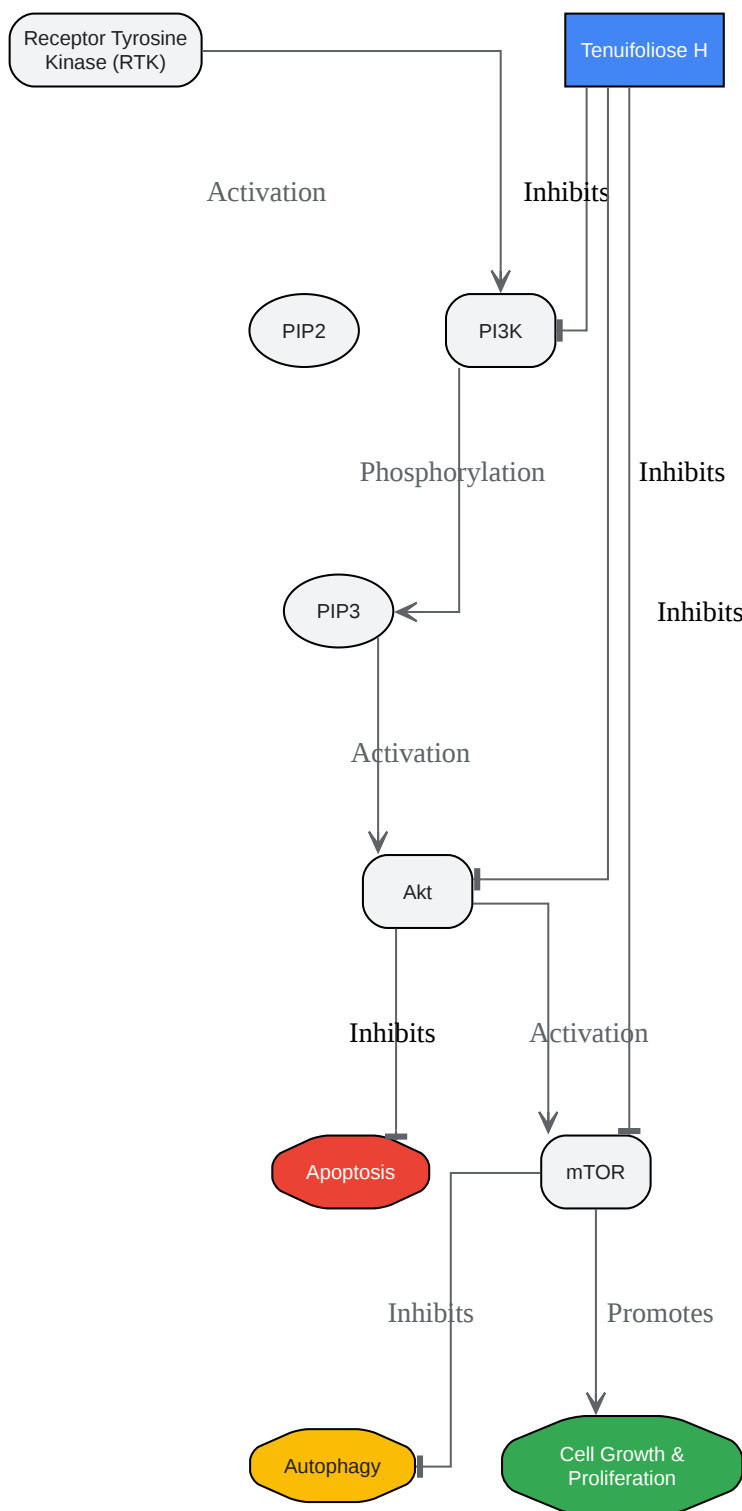 Receptor Tyrosine
Kinase (RTK)
Tenuifoliose H
Activation
Inhibits
PIP2
PI3K
Phosphorylation
Inhibits
PIP3
Inhibits
Activation
Akt
Inhibits
Activation
Apoptosis
mTOR
Inhibits
Promotes
Autophagy
Cell Growth &
Proliferation